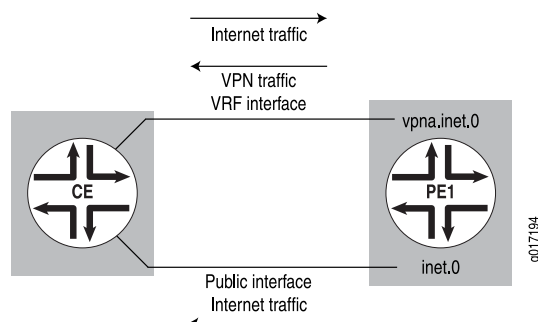 Internet traffic
VPN traffic
VRF interface
vpna.inet.0
CE
PE1
inet.0
Public interface
Internet traffic
g017194